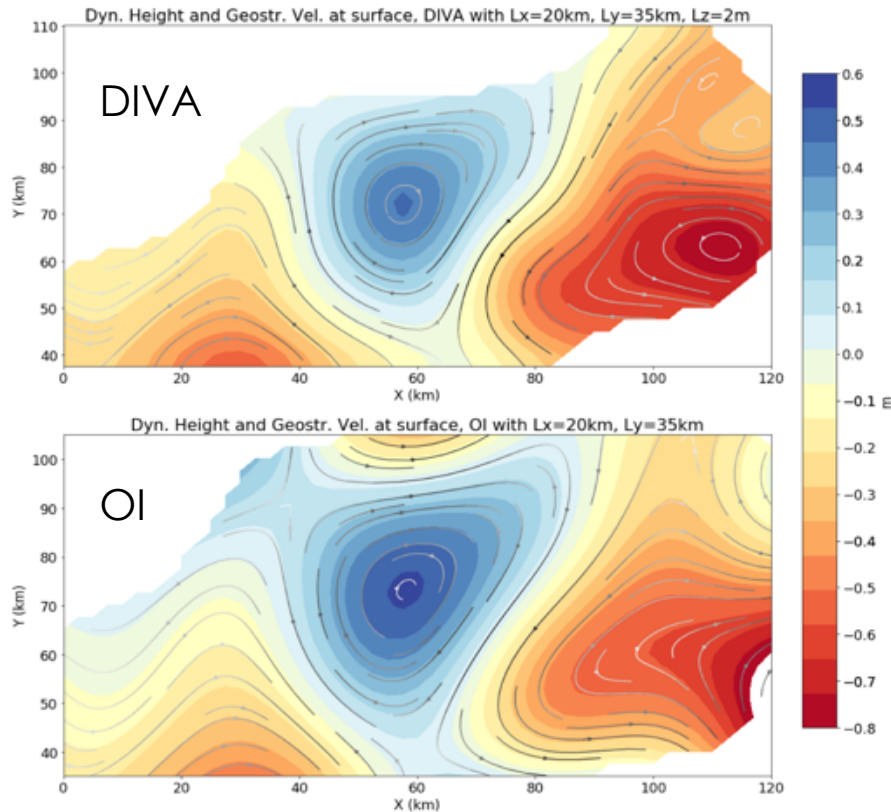 Dyn. Height and Geostr. Vel. at surface, DIVA with Lx=20km, Ly=35km, Lz=2m
DIVA
110
100
90
80
70
60
50
40
Y (km)
0 20 40 60 80 100 120
X (km)
Dyn. Height and Geostr. Vel. at surface, OI with Lx=20km, Ly=35km
OI
100
90
80
70
60
50
40
Y (km)
0 20 40 60 80 100 120
X (km)
0.6
0.5
0.4
0.3
0.2
0.1
0.0
−0.1
−0.2
−0.3
−0.4
−0.5
−0.6
−0.7
−0.8
m